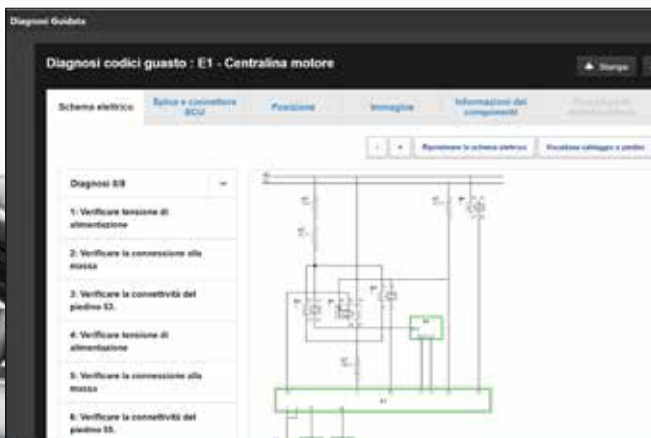 Diagnosi Guidata
Diagnosi codici guasto : E1 - Centralina motore
Stampa
Schema elettrico
Spina e connettore
ECU
Posizione
Immagine
Informazioni dei
componenti
-
+
Ripristinare lo schema elettrico
Visualizza cablaggio e piedini
Diagnosi 0/9
–
1: Verificare tensione di
alimentazione
2: Verificare la connessione alla
massa
3: Verificare la connettività del
piedino 53.
4: Verificare tensione di
alimentazione
5: Verificare la connessione alla
massa
6: Verificare la connettività del
piedino 55.